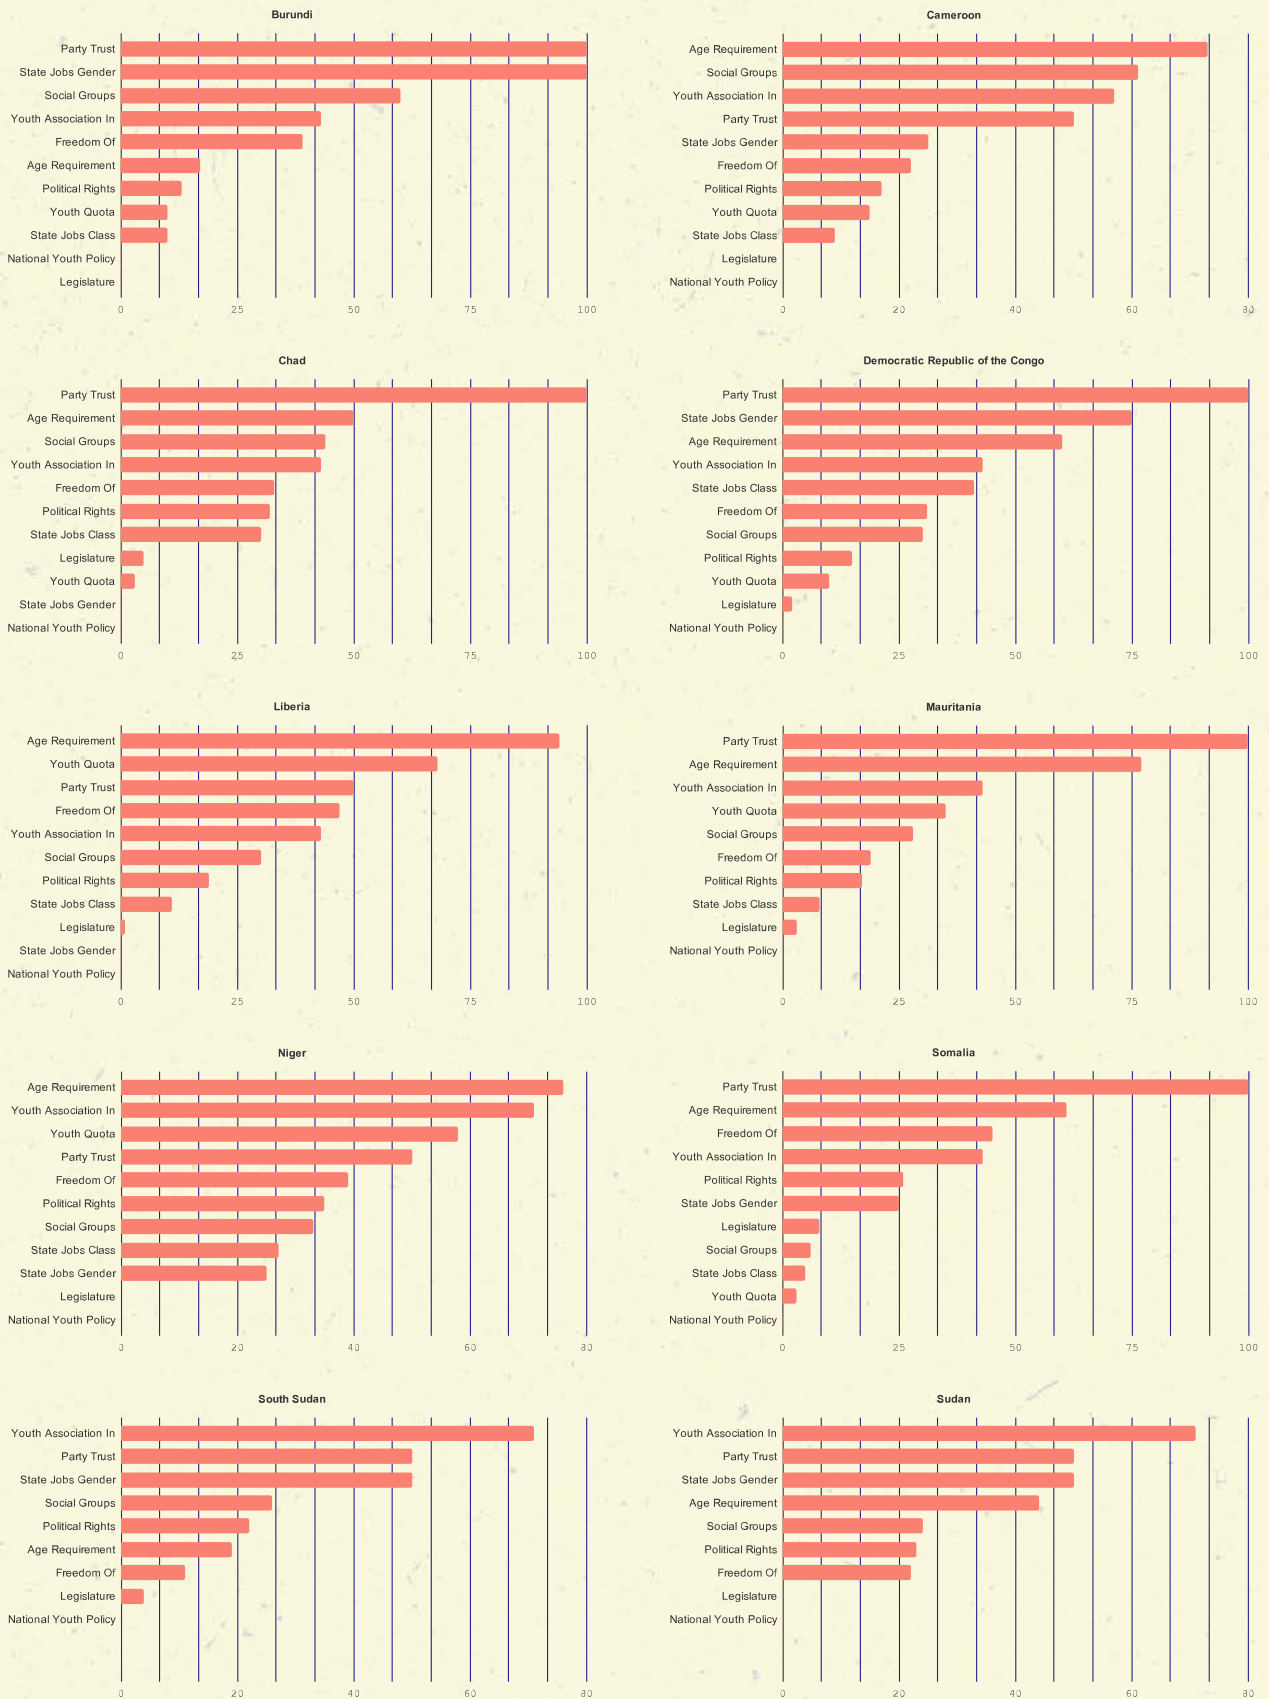 Burundi
Party Trust
State Jobs Gender
Social Groups
Youth Association In
Freedom Of
Age Requirement
Political Rights
Youth Quota
State Jobs Class
National Youth Policy
Legislature
0 25 50 75 100
Cameroon
Age Requirement
Social Groups
Youth Association In
Party Trust
State Jobs Gender
Freedom Of
Political Rights
Youth Quota
State Jobs Class
Legislature
National Youth Policy
0 20 40 60 80
Chad
Party Trust
Age Requirement
Social Groups
Youth Association In
Freedom Of
Political Rights
State Jobs Class
Legislature
Youth Quota
State Jobs Gender
National Youth Policy
0 25 50 75 100
Democratic Republic of the Congo
Party Trust
State Jobs Gender
Age Requirement
Youth Association In
State Jobs Class
Freedom Of
Social Groups
Political Rights
Youth Quota
Legislature
National Youth Policy
0 25 50 75 100
Liberia
Age Requirement
Youth Quota
Party Trust
Freedom Of
Youth Association In
Social Groups
Political Rights
State Jobs Class
Legislature
State Jobs Gender
National Youth Policy
0 25 50 75 100
Mauritania
Party Trust
Age Requirement
Youth Association In
Youth Quota
Social Groups
Freedom Of
Political Rights
State Jobs Class
Legislature
National Youth Policy
0 25 50 75 100
Niger
Age Requirement
Youth Association In
Youth Quota
Party Trust
Freedom Of
Political Rights
Social Groups
State Jobs Class
State Jobs Gender
Legislature
National Youth Policy
0 20 40 60 80
Somalia
Party Trust
Age Requirement
Freedom Of
Youth Association In
Political Rights
State Jobs Gender
Legislature
Social Groups
State Jobs Class
Youth Quota
National Youth Policy
0 25 50 75 100
South Sudan
Youth Association In
Party Trust
State Jobs Gender
Social Groups
Political Rights
Age Requirement
Freedom Of
Legislature
National Youth Policy
0 20 40 60 80
Sudan
Youth Association In
Party Trust
State Jobs Gender
Age Requirement
Social Groups
Political Rights
Freedom Of
Legislature
National Youth Policy
0 20 40 60 80